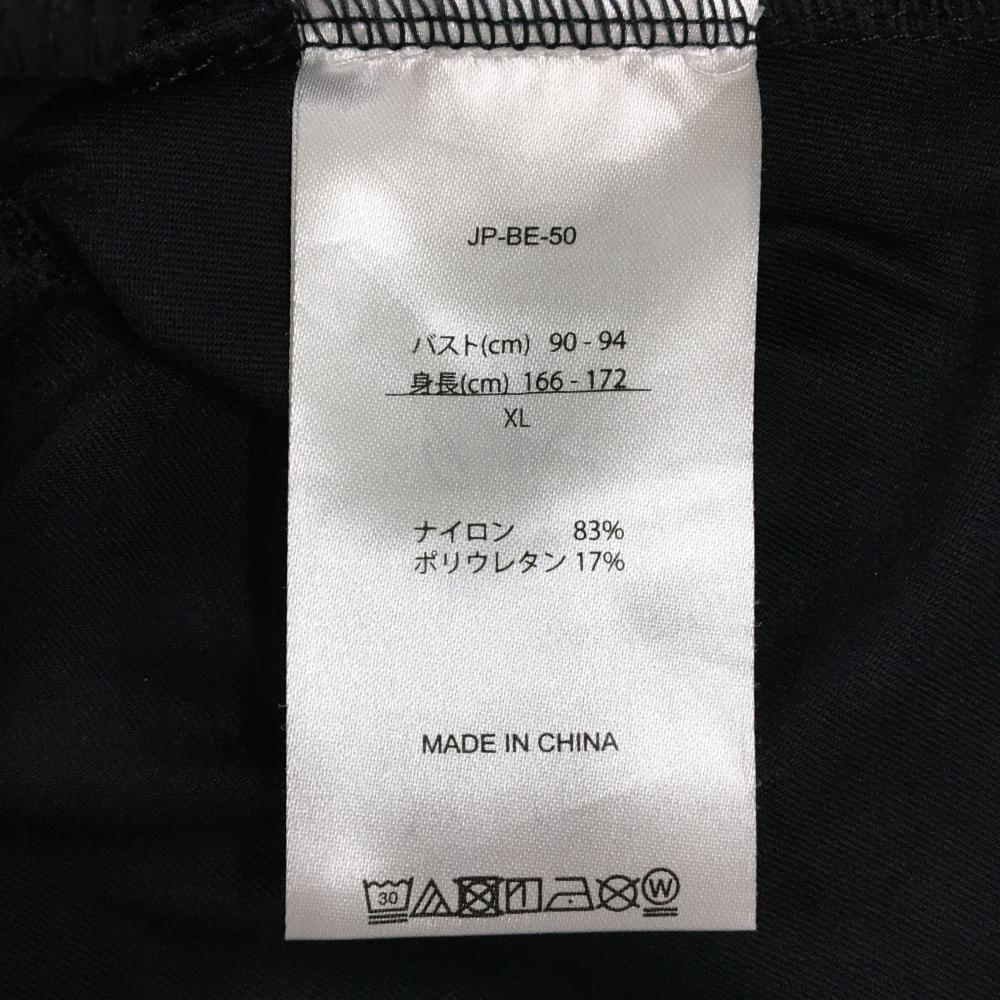 JP-BE-50
バスト(cm) 90 - 94
身長(cm) 166 - 172
XL
ナイロン 83%
ポリウレタン 17%
MADE IN CHINA
30 W